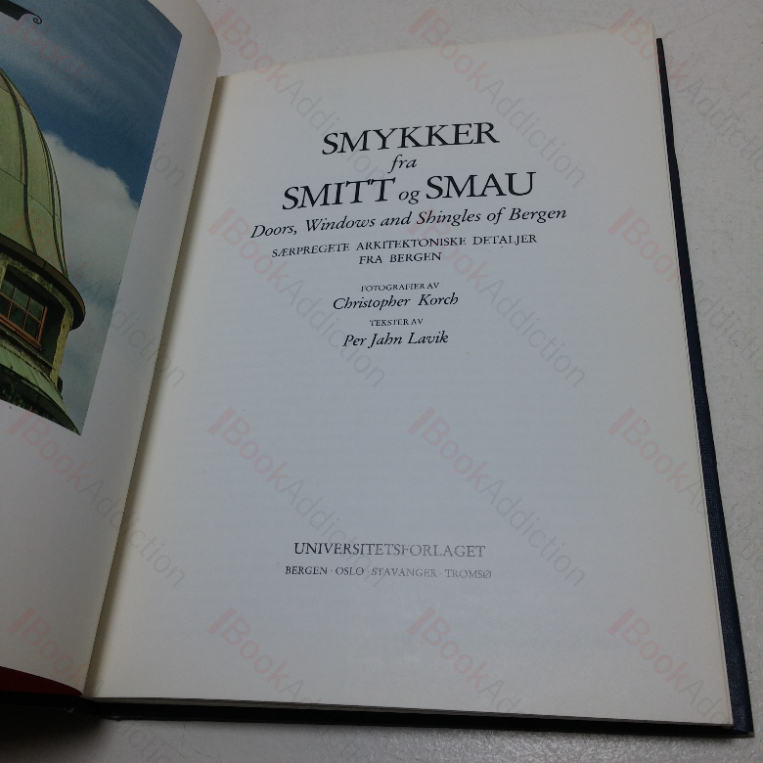 SMYKKER
fra
SMITT og SMAU
Doors, Windows and Shingles of Bergen
SÆRPREGETE ARKITEKTONISKE DETALJER
FRA BERGEN
FOTOGRAFIER AV
Christopher Korch
TEKSTER AV
Per Jahn Lavik
UNIVERSITETSFORLAGET
BERGEN · OSLO · STAVANGER · TROMSØ
BookAddiction